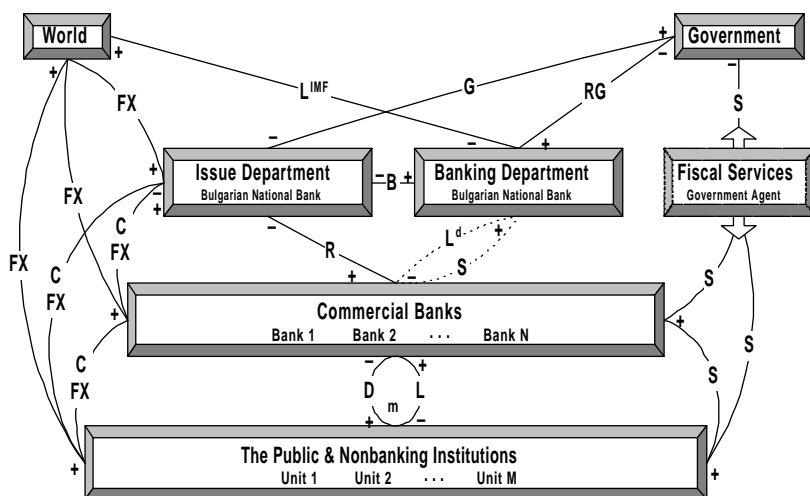 World
Government
+
+
+
+
−
−
L^IMF
G
RG
S
FX
−
−
+
+
−
+
Issue Department
Bulgarian National Bank
−
B
+
Banking Department
Bulgarian National Bank
Fiscal Services
Government Agent
FX
C
FX
−
R
L^d
+
S
FX
C
FX
+
−
S
S
+
Commercial Banks
Bank 1 Bank 2 · · · Bank N
+
C
FX
−
+
D
L
m
+
−
S
The Public & Nonbanking Institutions
Unit 1 Unit 2 · · · Unit M
+
+